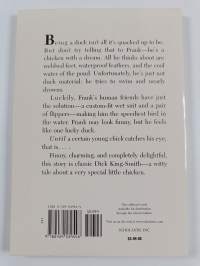 Being a duck isn't all it's quacked up to be.
But don't try telling that to Frank—he's a
chicken with a dream. All he thinks about are
webbed feet, waterproof feathers, and the cool
water of the pond. Unfortunately, he's just not
duck material: he tries to swim and nearly
drowns.
Luckily, Frank's human friends have just
the solution—a custom-fit wet suit and a pair
of flippers—making him the speediest bird in
the water. Frank may look funny, but he feels
like one lucky duck.
Until a certain young chick catches his eye,
that is. . . .
Funny, charming, and completely delightful,
this story is classic Dick King-Smith—a witty
tale about a very special little chicken.
SCHOLASTIC INC.